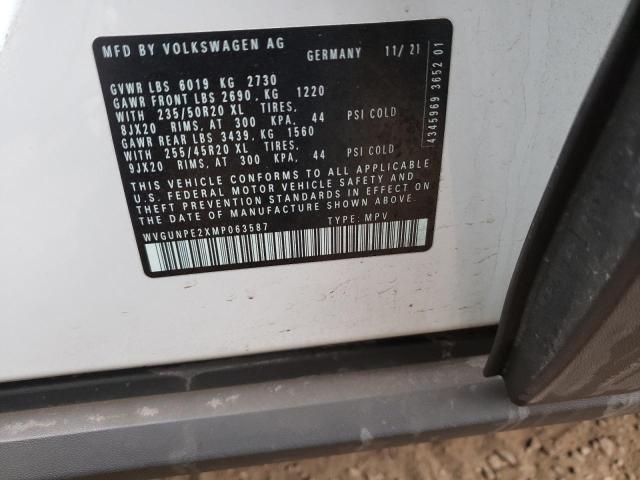 MFD BY VOLKSWAGEN AG
GERMANY 11/21
GVWR LBS 6019 KG 2730
GAWR FRONT LBS 2690, KG 1220
WITH 235/50R20 XL TIRES,
8JX20 RIMS, AT 300 KPA, 44 PSI COLD
GAWR REAR LBS 3439, KG 1560
WITH 255/45R20 XL TIRES,
9JX20 RIMS, AT 300 KPA, 44 PSI COLD
THIS VEHICLE CONFORMS TO ALL APPLICABLE
U.S. FEDERAL MOTOR VEHICLE SAFETY AND
THEFT PREVENTION STANDARDS IN EFFECT ON
THE DATE OF MANUFACTURE SHOWN ABOVE
WVGUNPE2XMP063587 TYPE: MPV
4345969 3652 01